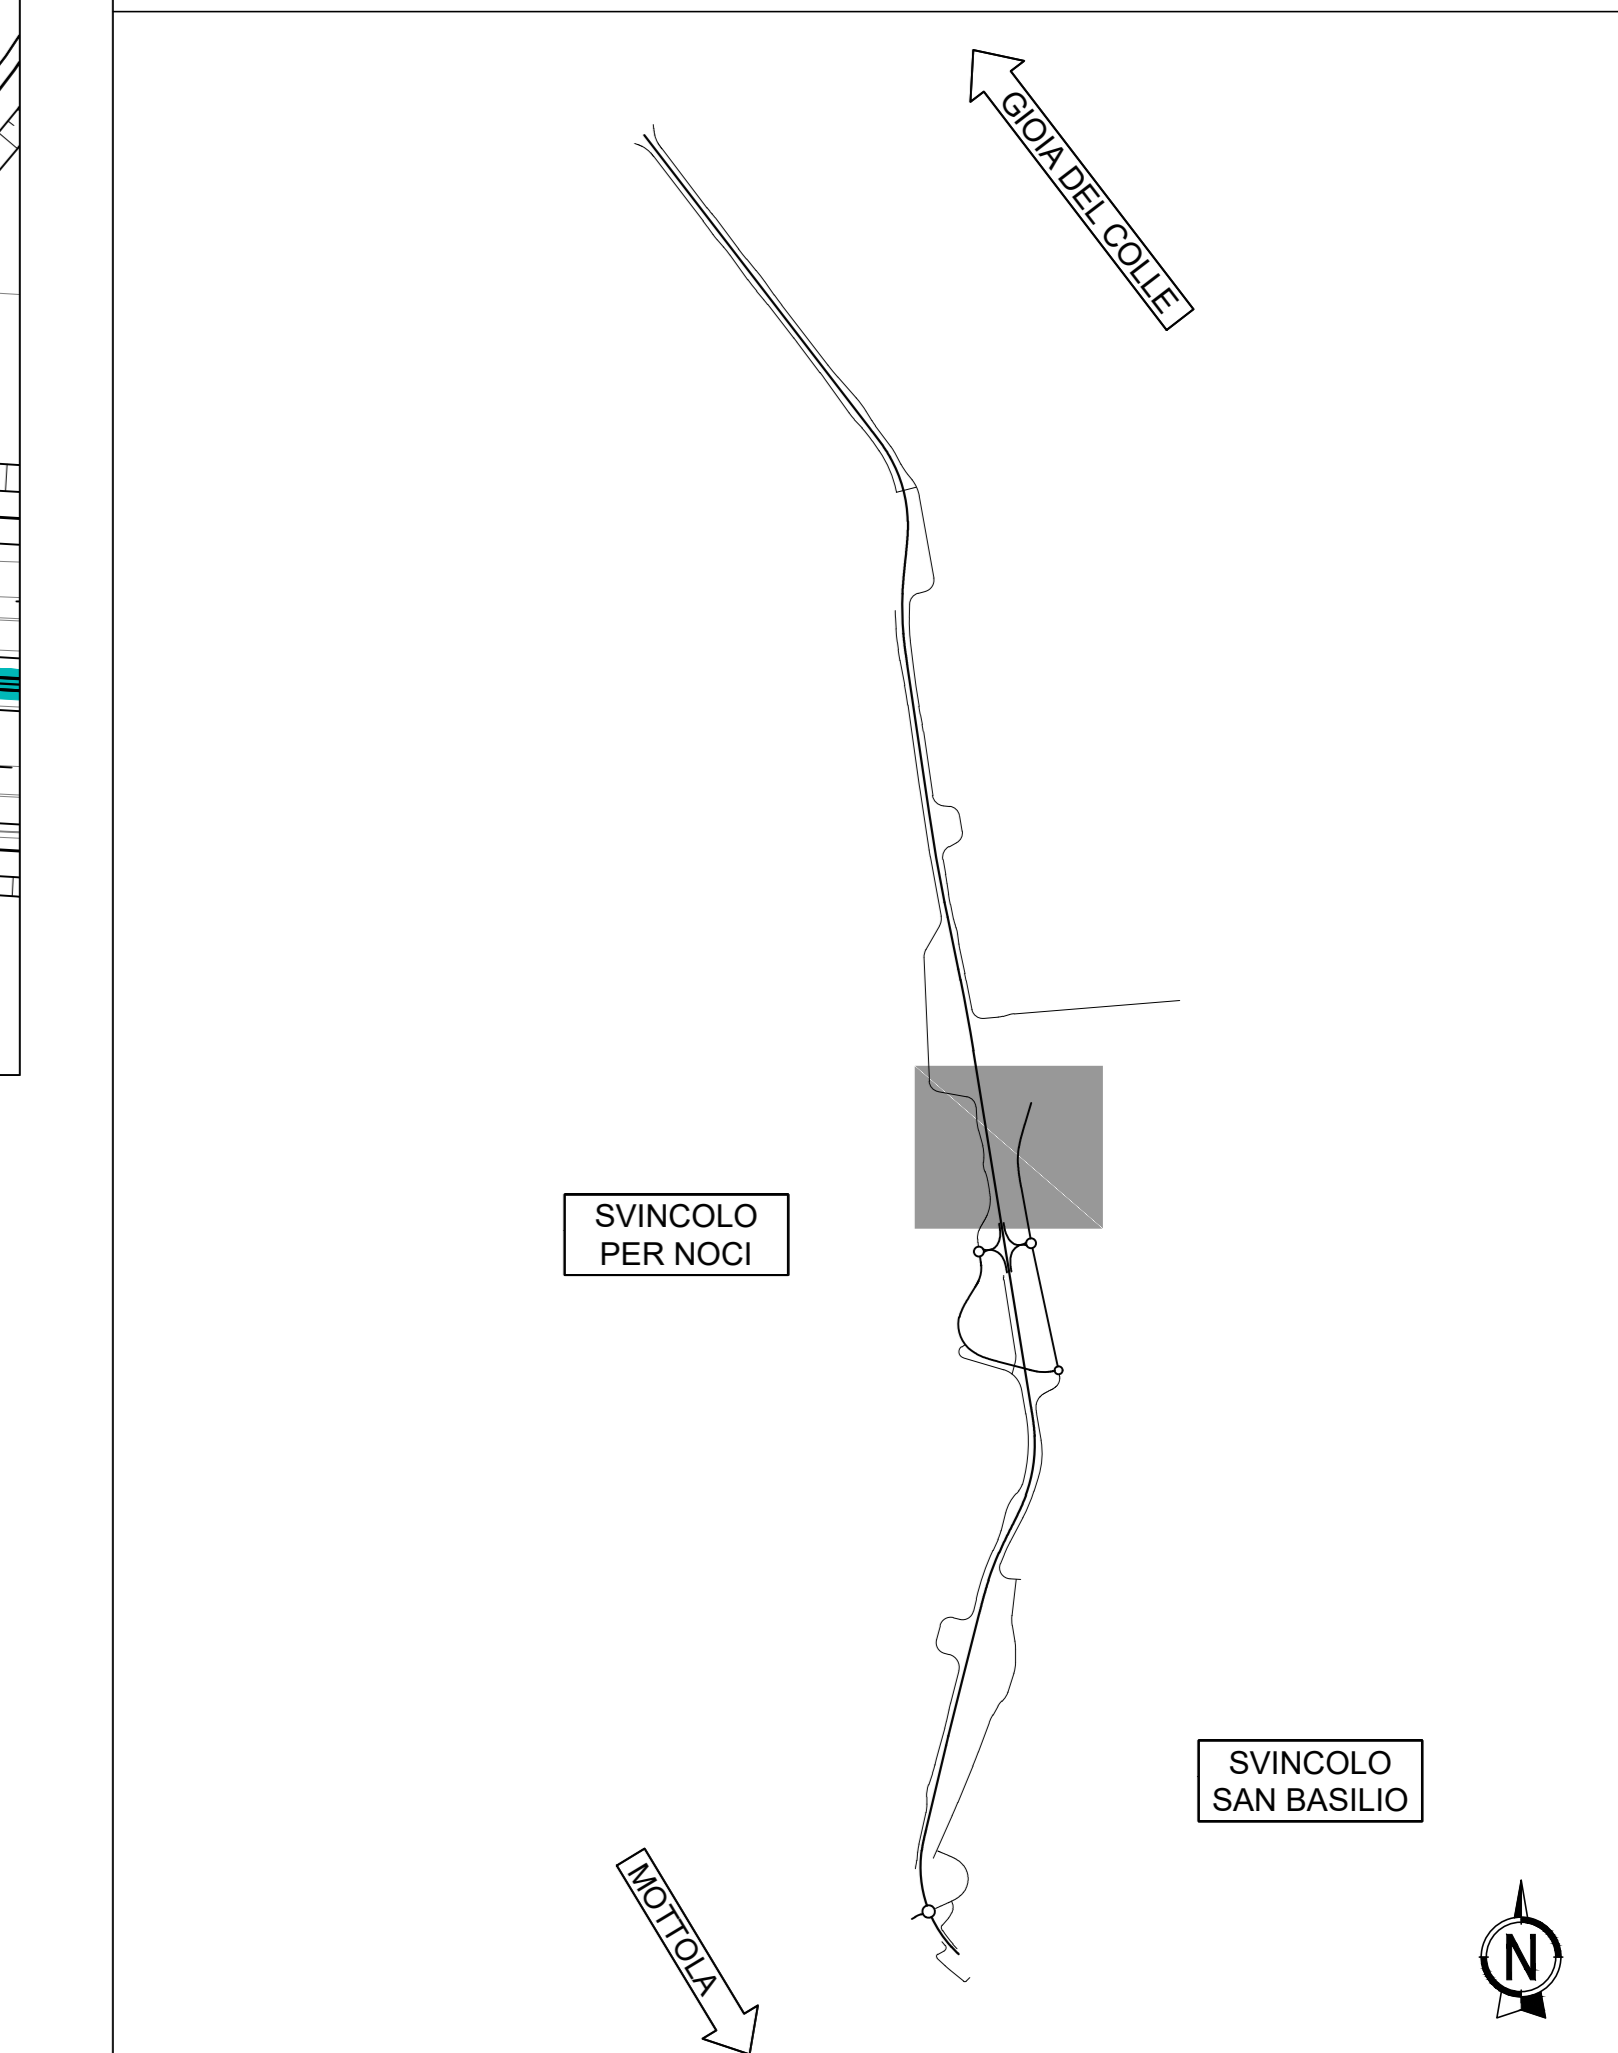 GIOIA DEL COLLE
SVINCOLO
PER NOCI
SVINCOLO
SAN BASILIO
MOTTOLA
N